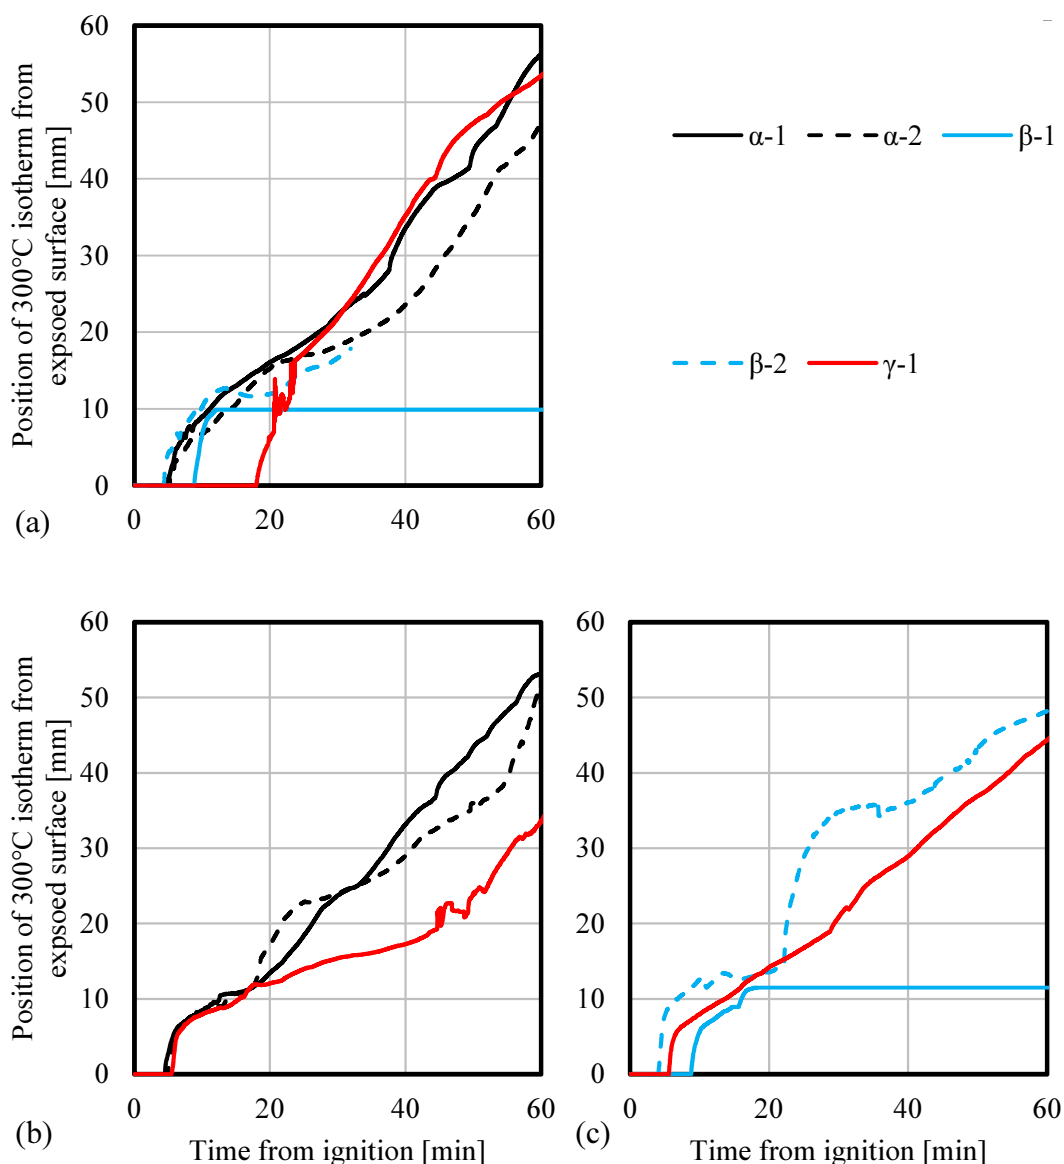 60
50
40
30
20
10
0
Position of 300°C isotherm from
expsoed surface [mm]
0 20 40 60
(a)
α-1 α-2 β-1
β-2 γ-1
60
50
40
30
20
10
0
Position of 300°C isotherm from
expsoed surface [mm]
0 20 40 60
(b)
Time from ignition [min]
60
50
40
30
20
10
0
0 20 40 60
(c)
Time from ignition [min]